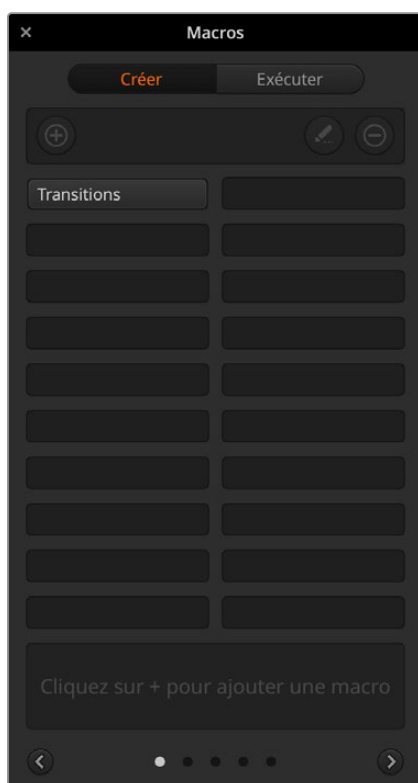 Macros
Créer
Exécuter
Transitions
Cliquez sur + pour ajouter une macro